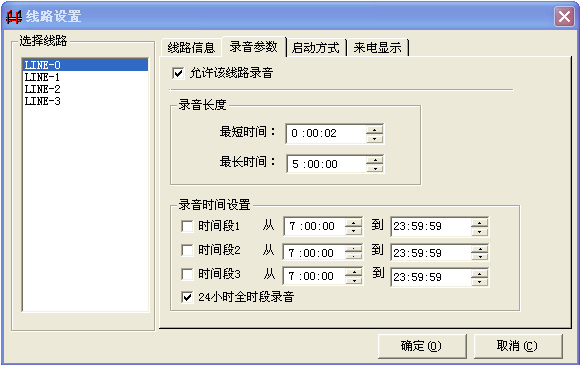 线路设置
选择线路
LINE-0
LINE-1
LINE-2
LINE-3
线路信息 录音参数 启动方式 来电显示
允许该线路录音
录音长度
最短时间： 0:00:02
最长时间： 5:00:00
录音时间设置
时间段1 从 7:00:00 到 23:59:59
时间段2 7:00:00 到 23:59:59
时间段3 从 7:00:00 到 23:59:59
24小时全时段录音
确定(O) 取消(C)